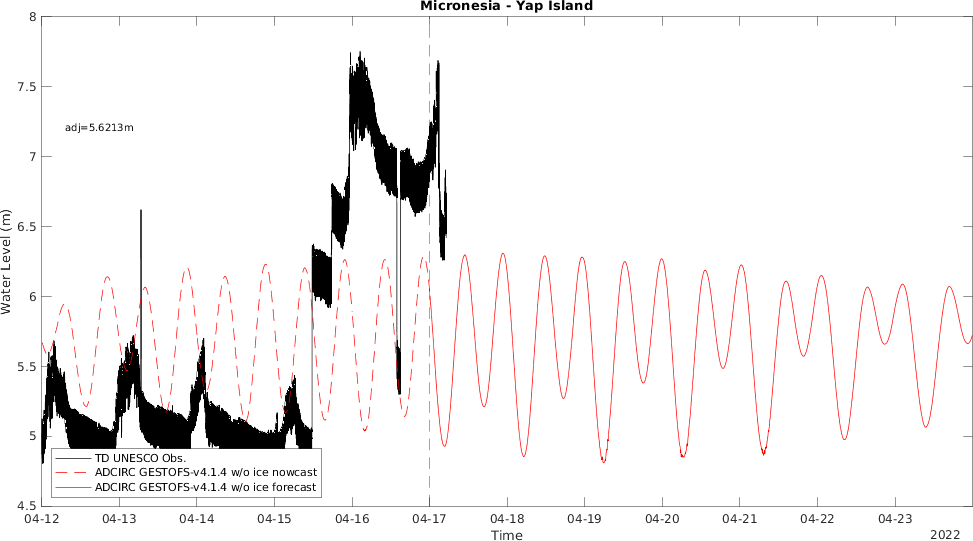 Micronesia - Yap Island
8
7.5
7
6.5
6
5.5
5
4.5
Water Level (m)
adj=5.6213m
TD UNESCO Obs.
ADCIRC GESTOFS-v4.1.4 w/o ice nowcast
ADCIRC GESTOFS-v4.1.4 w/o ice forecast
04-12 04-13 04-14 04-15 04-16 04-17 04-18 04-19 04-20 04-21 04-22 04-23
Time
2022